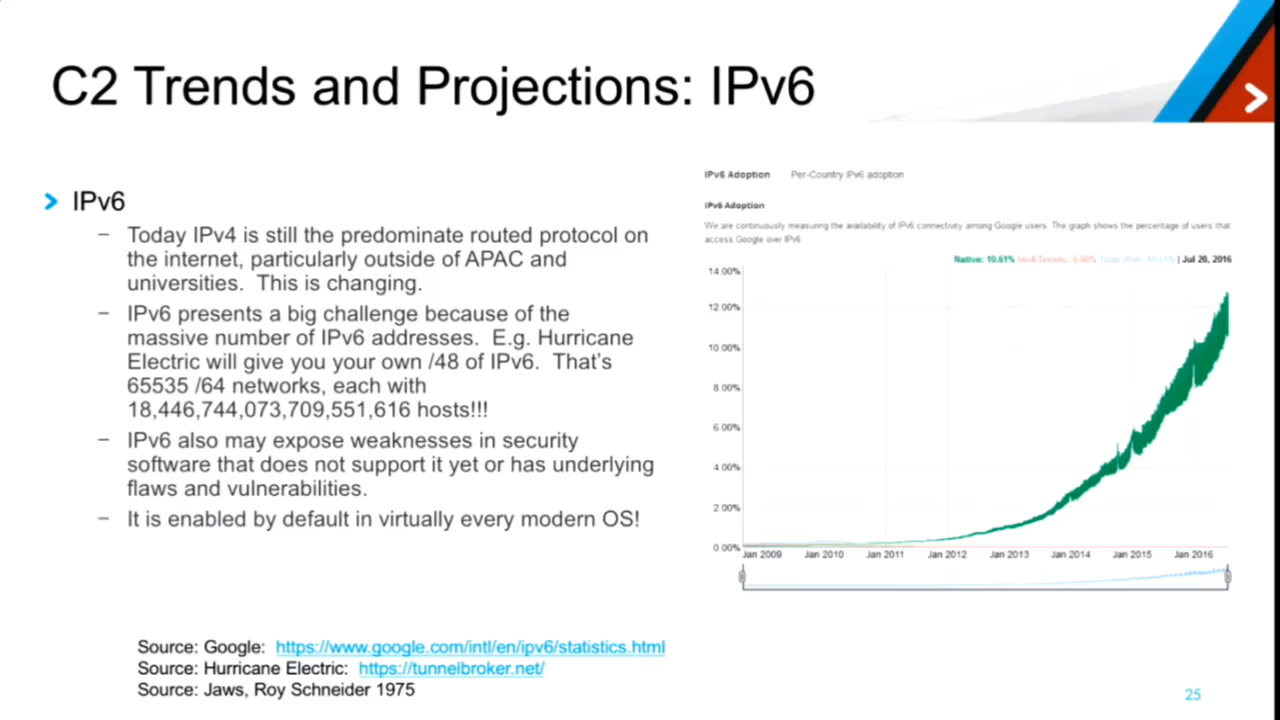 C2 Trends and Projections: IPv6
IPv6
– Today IPv4 is still the predominate routed protocol on
the internet, particularly outside of APAC and
universities. This is changing.
– IPv6 presents a big challenge because of the
massive number of IPv6 addresses. E.g. Hurricane
Electric will give you your own /48 of IPv6. That's
65535 /64 networks, each with
18,446,744,073,709,551,616 hosts!!!
– IPv6 also may expose weaknesses in security
software that does not support it yet or has underlying
flaws and vulnerabilities.
– It is enabled by default in virtually every modern OS!
IPv6 Adoption Per-Country IPv6 adoption
IPv6 Adoption
We are continuously measuring the availability of IPv6 connectivity among Google users. The graph shows the percentage of users that
access Google over IPv6
Native: 10.61% | Jul 20, 2016
14 00%
12 00%
10 00%
8 00%
6 00%
4 00%
2 00%
0 00%
Jan 2009 Jan 2010 Jan 2011 Jan 2012 Jan 2013 Jan 2014 Jan 2015 Jan 2016
Source: Google: https://www.google.com/intl/en/ipv6/statistics.html
Source: Hurricane Electric: https://tunnelbroker.net/
Source: Jaws, Roy Schneider 1975
25